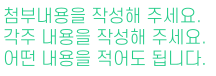 첨부내용을 작성해 주세요.
각주 내용을 작성해 주세요.
어떤 내용을 적어도 됩니다.